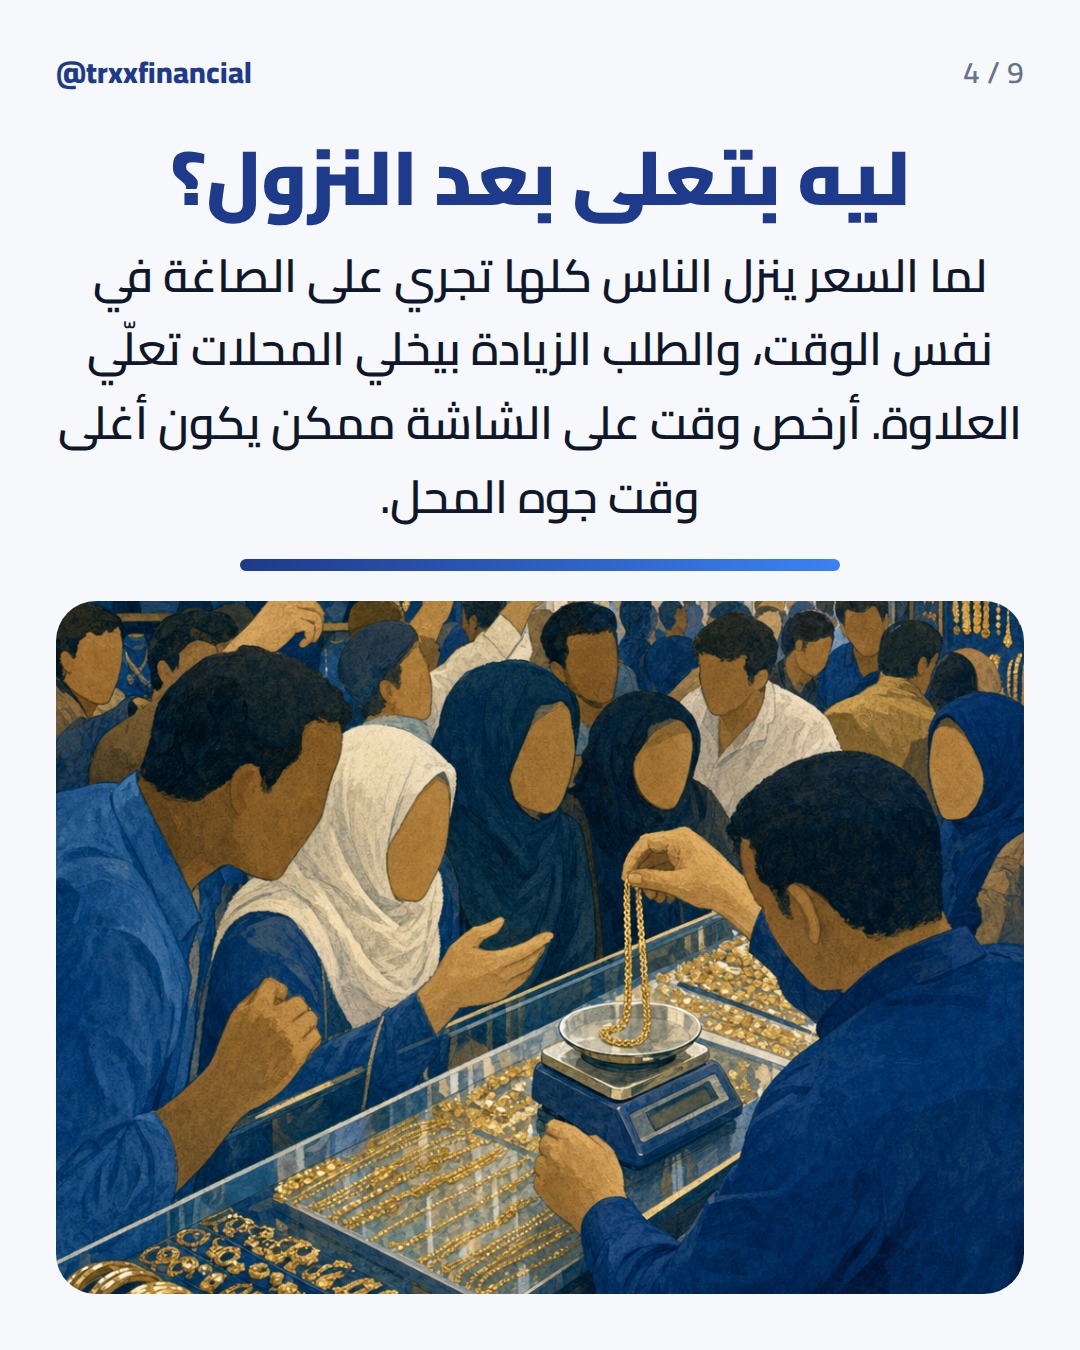 @trxxfinancial
4 / 9
ليه بتعلى بعد النزول؟
لما السعر ينزل الناس كلها تجري على الصاغة في
نفس الوقت، والطلب الزيادة بيخلي المحلات تعلّي
العلاوة. أرخص وقت على الشاشة ممكن يكون أغلى
وقت جوه المحل.